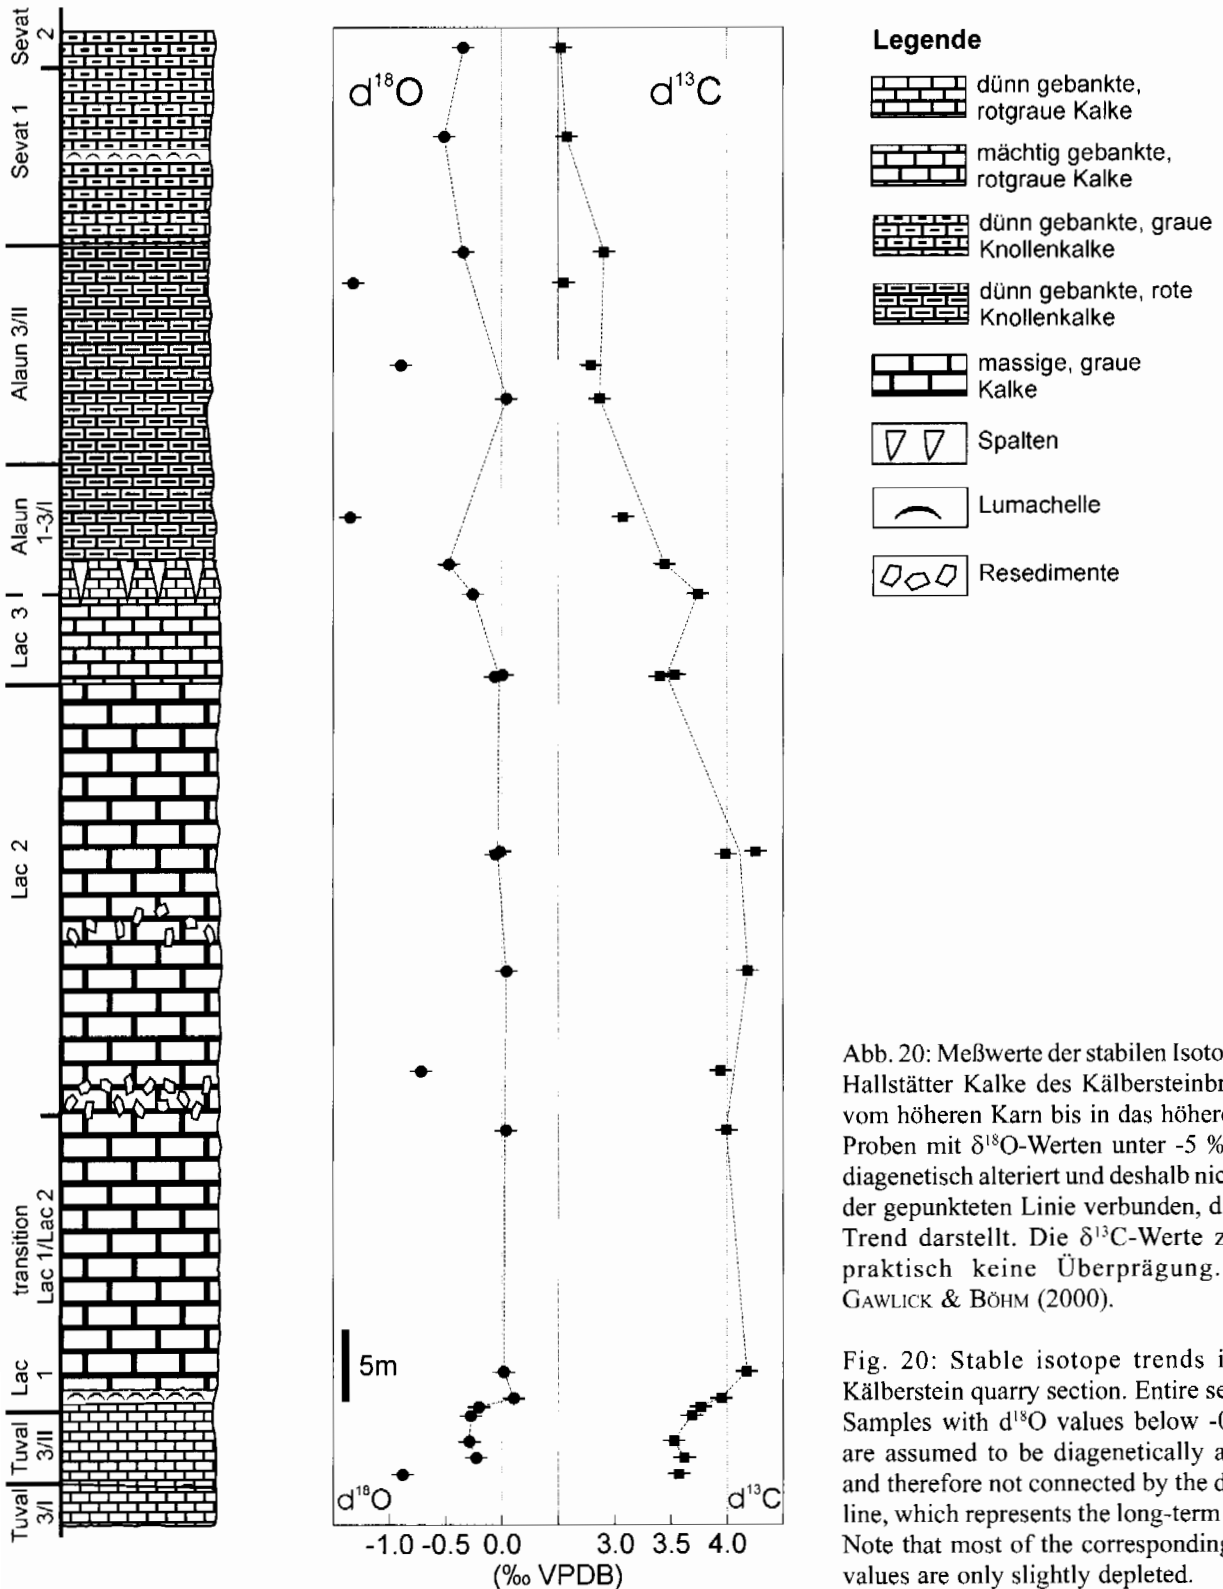 Sevat
2
Sevat 1
Alaun 3/II
Alaun
1-3/I
Lac 3
Lac 2
transition
Lac 1/Lac 2
Lac
1
Tuval
3/II
Tuval
3/I
d¹⁸O
d¹³C
5m
d¹⁸O
d¹³C
-1.0 -0.5 0.0 3.0 3.5 4.0
(‰ VPDB)
Legende
dünn gebankte,
rotgraue Kalke
mächtig gebankte,
rotgraue Kalke
dünn gebankte, graue
Knollenkalke
dünn gebankte, rote
Knollenkalke
massige, graue
Kalke
Spalten
Lumachelle
Resedimente
Abb. 20: Meßwerte der stabilen Isoto
Hallstätter Kalke des Kälbersteinbr
vom höheren Karn bis in das höhere
Proben mit δ¹⁸O-Werten unter -5 %
diagenetisch alteriert und deshalb nic
der gepunkteten Linie verbunden, d
Trend darstellt. Die δ¹³C-Werte z
praktisch keine Überprägung.
GAWLICK & BÖHM (2000).
Fig. 20: Stable isotope trends i
Kälberstein quarry section. Entire se
Samples with d¹⁸O values below -0
are assumed to be diagenetically a
and therefore not connected by the d
line, which represents the long-term
Note that most of the corresponding
values are only slightly depleted.